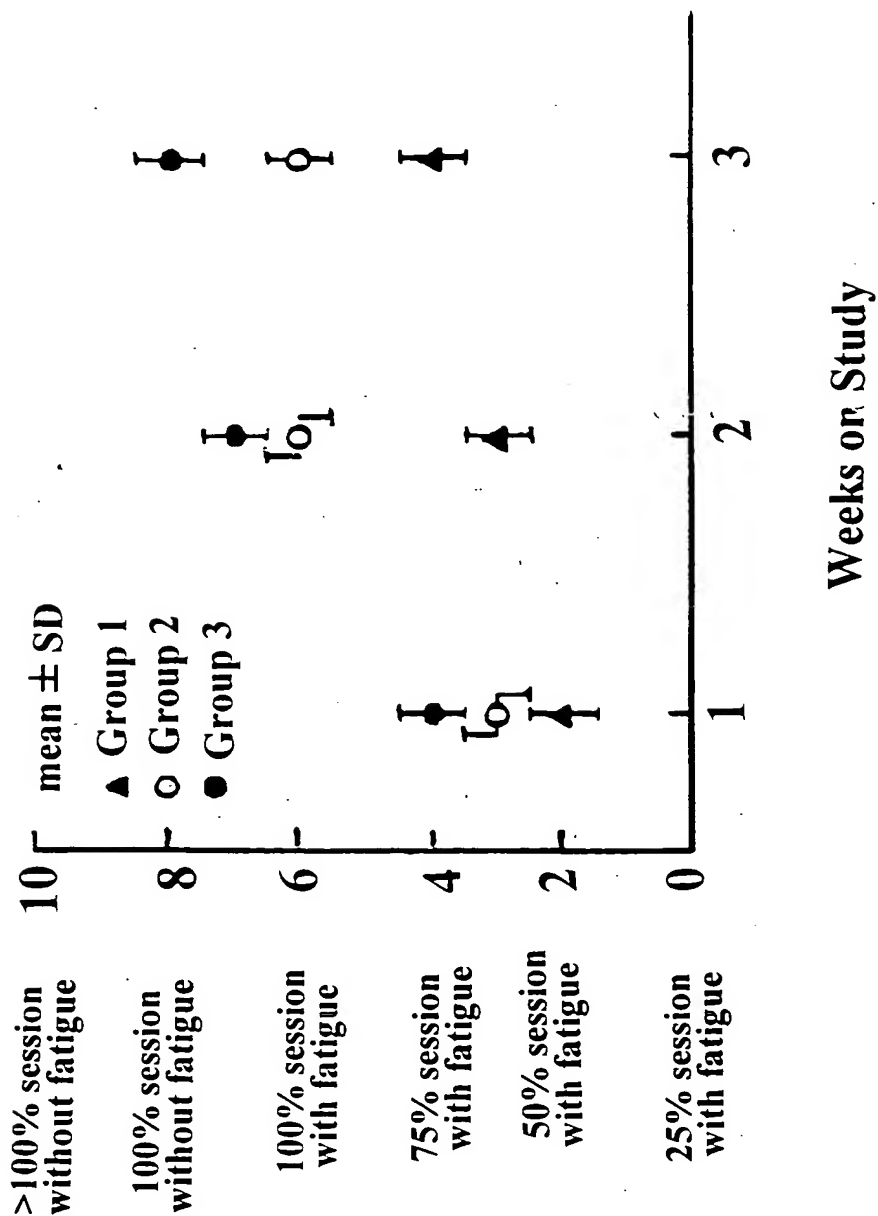 >100% session
without fatigue
100% session
without fatigue
100% session
with fatigue
75% session
with fatigue
50% session
with fatigue
25% session
with fatigue
10
8
6
4
2
0
mean ± SD
▲ Group 1
○ Group 2
● Group 3
1
2
3
Weeks on Study